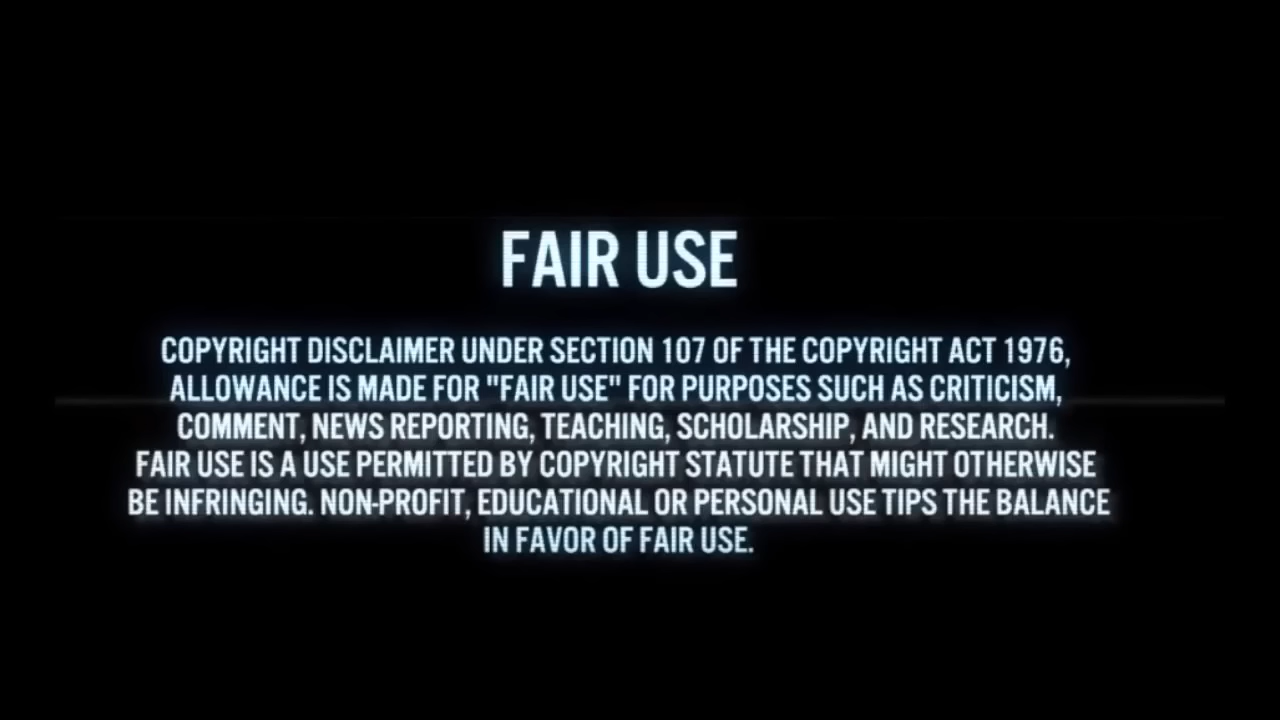 FAIR USE
COPYRIGHT DISCLAIMER UNDER SECTION 107 OF THE COPYRIGHT ACT 1976,
ALLOWANCE IS MADE FOR "FAIR USE" FOR PURPOSES SUCH AS CRITICISM,
COMMENT, NEWS REPORTING, TEACHING, SCHOLARSHIP, AND RESEARCH.
FAIR USE IS A USE PERMITTED BY COPYRIGHT STATUTE THAT MIGHT OTHERWISE
BE INFRINGING. NON-PROFIT, EDUCATIONAL OR PERSONAL USE TIPS THE BALANCE
IN FAVOR OF FAIR USE.